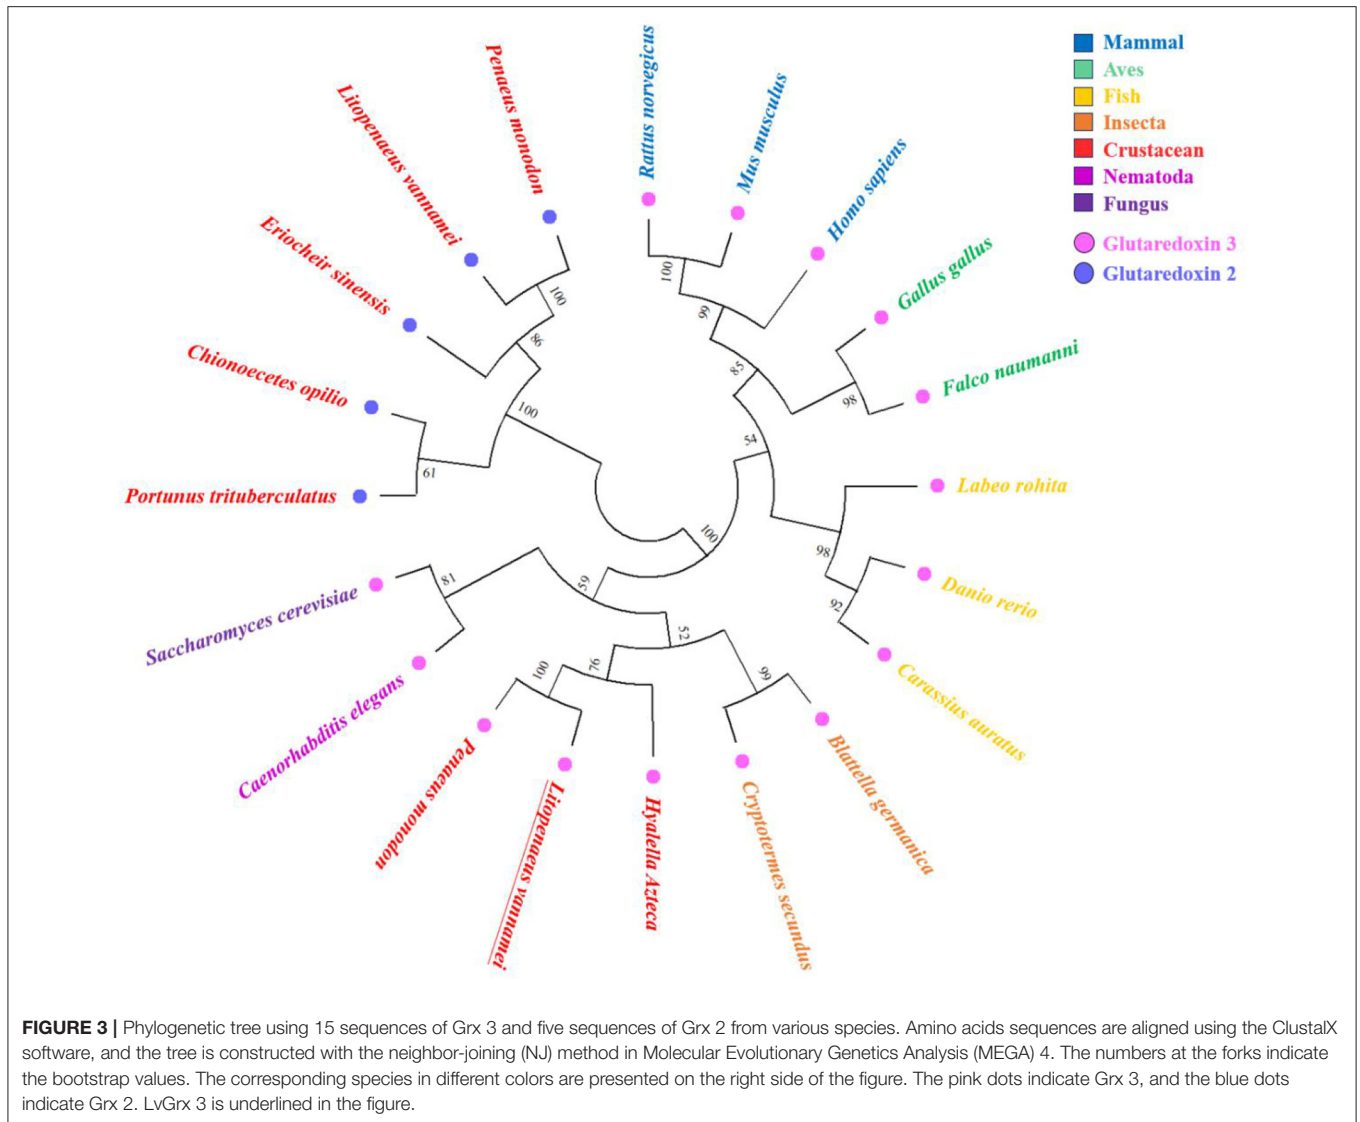 Rattus norvegicus
Mus musculus
Homo sapiens
Gallus gallus
Falco naumanni
Labeo rohita
Danio rerio
Carassius auratus
Blattella germanica
Cryptotermes secundus
Hyalella Azteca
Litopenaeus vannamei
Penaeus monodon
Caenorhabditis elegans
Saccharomyces cerevisiae
Portunus trituberculatus
Chionoecetes opilio
Eriocheir sinensis
Litopenaeus vannamei
Penaeus monodon
100
99
85
98
54
98
92
100
59
81
52
99
76
100
100
86
100
61
Mammal
Aves
Fish
Insecta
Crustacean
Nematoda
Fungus
Glutaredoxin 3
Glutaredoxin 2
FIGURE 3 | Phylogenetic tree using 15 sequences of Grx 3 and five sequences of Grx 2 from various species. Amino acids sequences are aligned using the ClustalX
software, and the tree is constructed with the neighbor-joining (NJ) method in Molecular Evolutionary Genetics Analysis (MEGA) 4. The numbers at the forks indicate
the bootstrap values. The corresponding species in different colors are presented on the right side of the figure. The pink dots indicate Grx 3, and the blue dots
indicate Grx 2. LvGrx 3 is underlined in the figure.